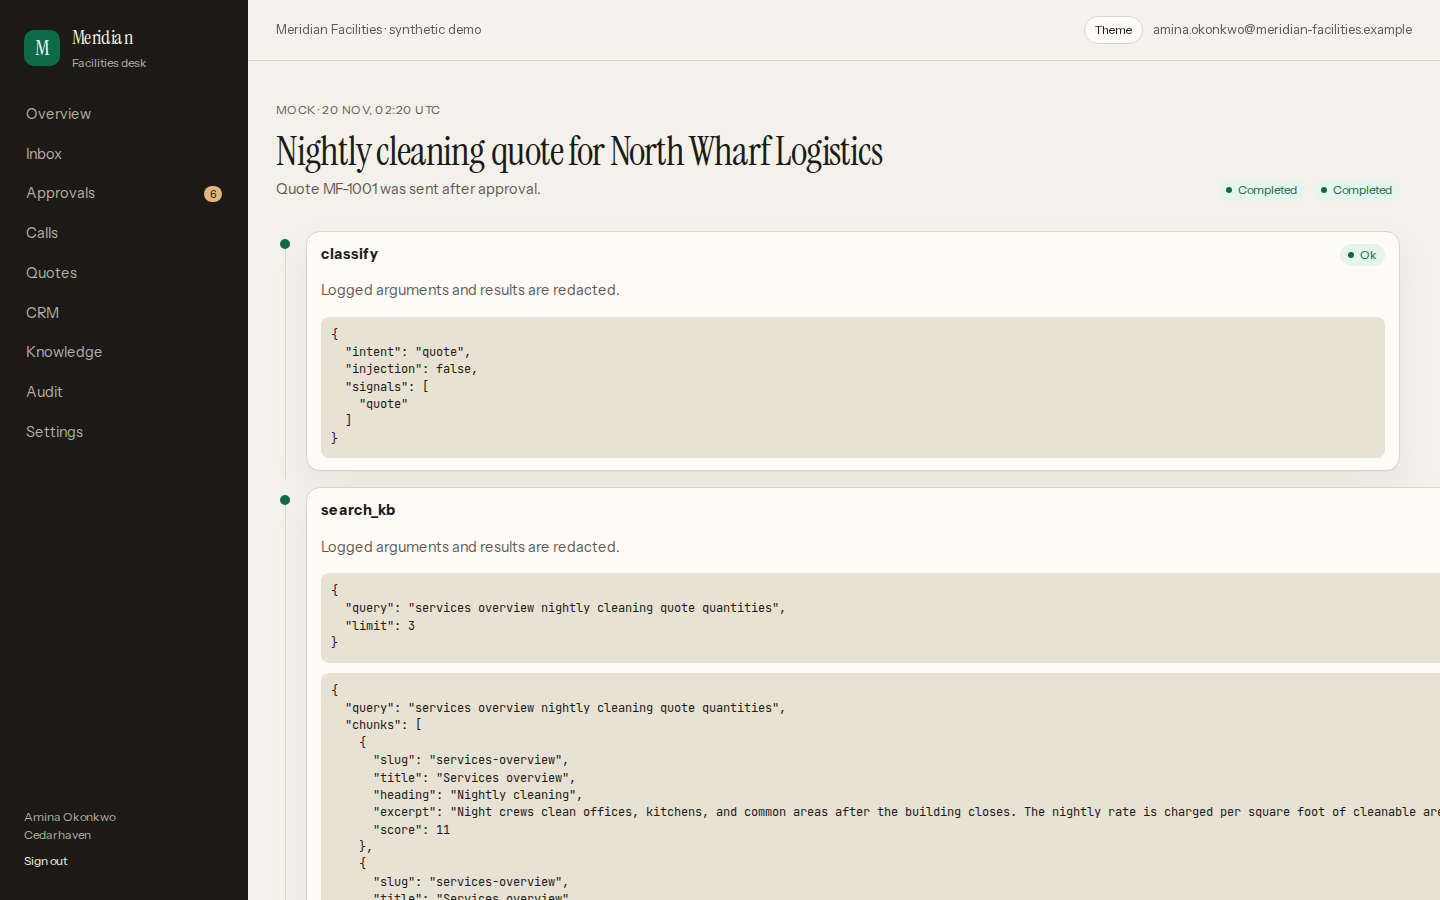 M
Meridian
Facilities desk
Overview
Inbox
Approvals 6
Calls
Quotes
CRM
Knowledge
Audit
Settings
Amina Okonkwo
Cedarhaven
Sign out
Meridian Facilities · synthetic demo
Theme
amina.okonkwo@meridian-facilities.example
MOCK · 20 NOV, 02:20 UTC
Nightly cleaning quote for North Wharf Logistics
Quote MF-1001 was sent after approval.
Completed
Completed
classify
Ok
Logged arguments and results are redacted.
{
  "intent": "quote",
  "injection": false,
  "signals": [
    "quote"
  ]
}
search_kb
Logged arguments and results are redacted.
{
  "query": "services overview nightly cleaning quote quantities",
  "limit": 3
}
{
  "query": "services overview nightly cleaning quote quantities",
  "chunks": [
    {
      "slug": "services-overview",
      "title": "Services overview",
      "heading": "Nightly cleaning",
      "excerpt": "Night crews clean offices, kitchens, and common areas after the building closes. The nightly rate is charged per square foot of cleanable
      "score": 11
    },
    {
      "slug": "services-overview",
      "title": "Services overview"